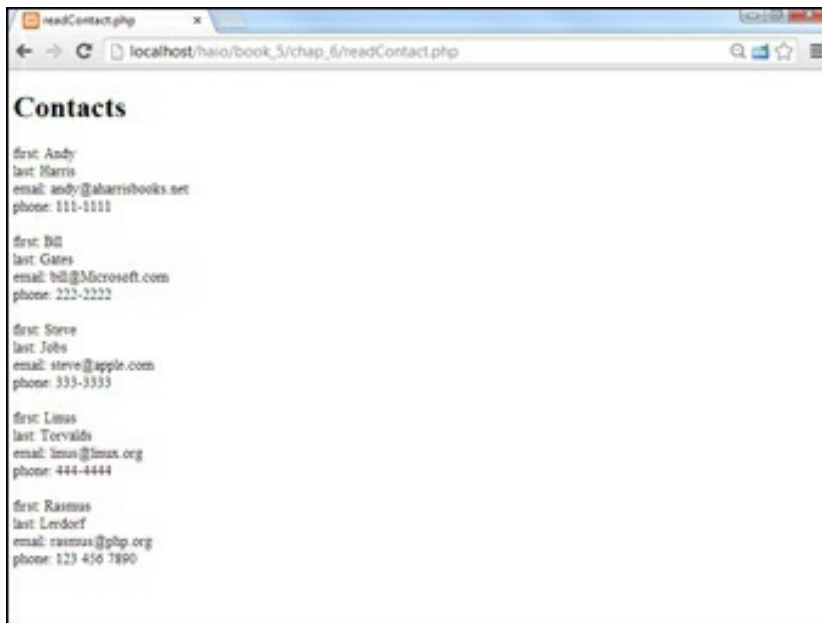 readContact.php
localhost/haio/book_5/chap_6/readContact.php
Contacts
first: Andy
last: Harris
email: andy@aharrisbooks.net
phone: 111-1111
first: Bill
last: Gates
email: bill@Microsoft.com
phone: 222-2222
first: Steve
last: Jobs
email: steve@apple.com
phone: 333-3333
first: Linus
last: Torvalds
email: linus@linux.org
phone: 444-4444
first: Rasmus
last: Lerdorf
email: rasmus@php.org
phone: 123 456 7890